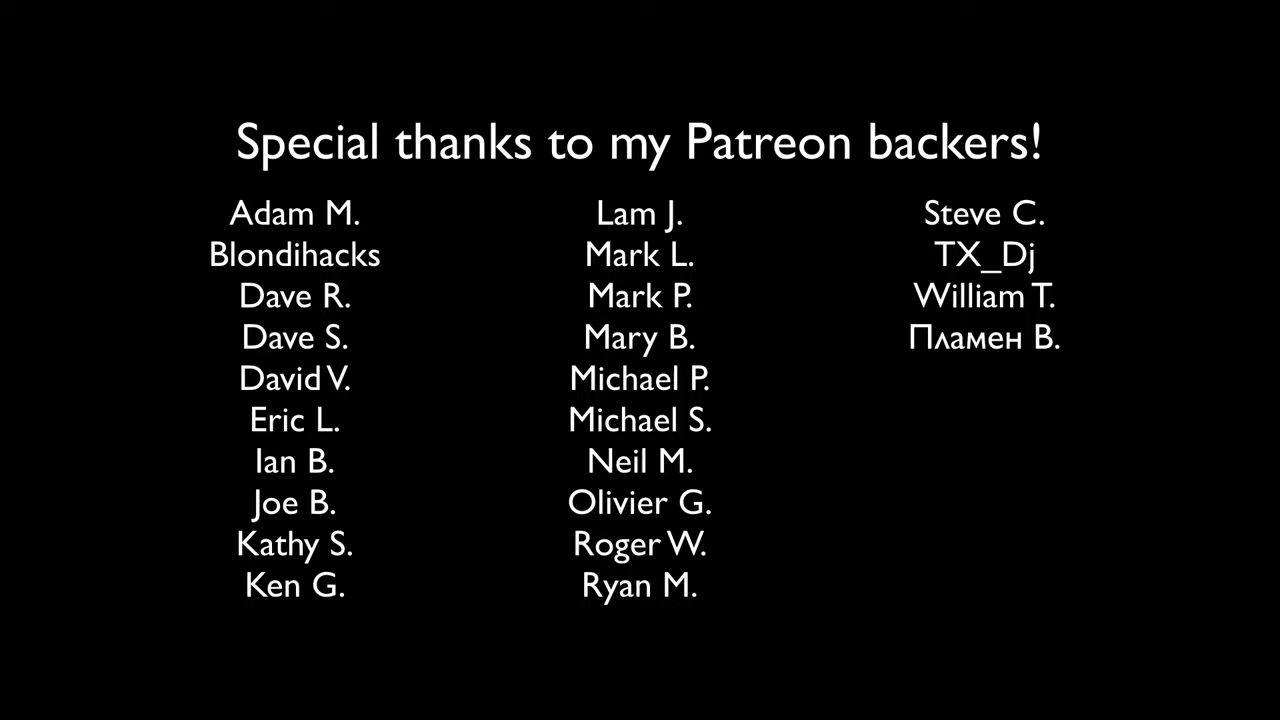 Special thanks to my Patreon backers!
Adam M.
Blondihacks
Dave R.
Dave S.
David V.
Eric L.
Ian B.
Joe B.
Kathy S.
Ken G.
Lam J.
Mark L.
Mark P.
Mary B.
Michael P.
Michael S.
Neil M.
Olivier G.
Roger W.
Ryan M.
Steve C.
TX_Dj
William T.
Пламен В.